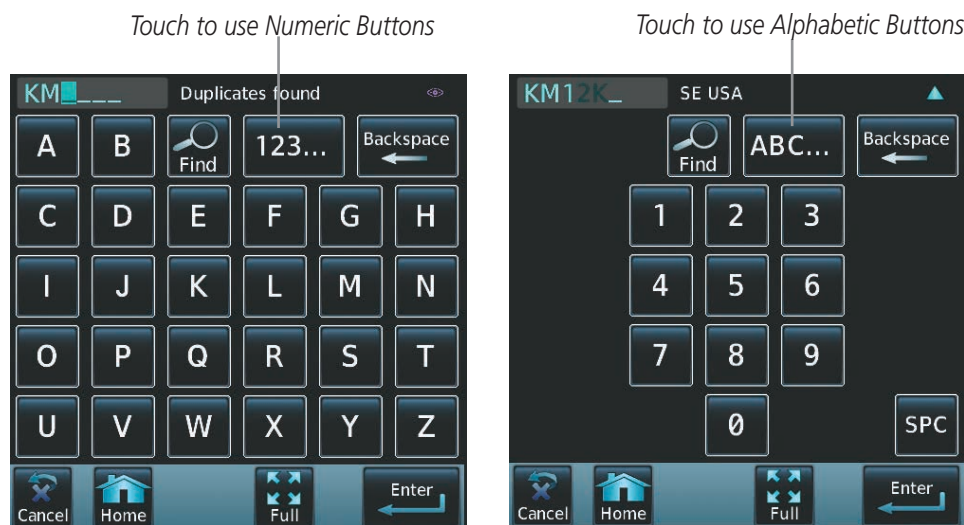 Touch to use Numeric Buttons
KM____ Duplicates found
A B Find 123... Backspace
C D E F G H
I J K L M N
O P Q R S T
U V W X Y Z
Cancel Home Full Enter
Touch to use Alphabetic Buttons
KM12K_ SE USA
Find ABC... Backspace
1 2 3
4 5 6
7 8 9
0 SPC
Cancel Home Full Enter